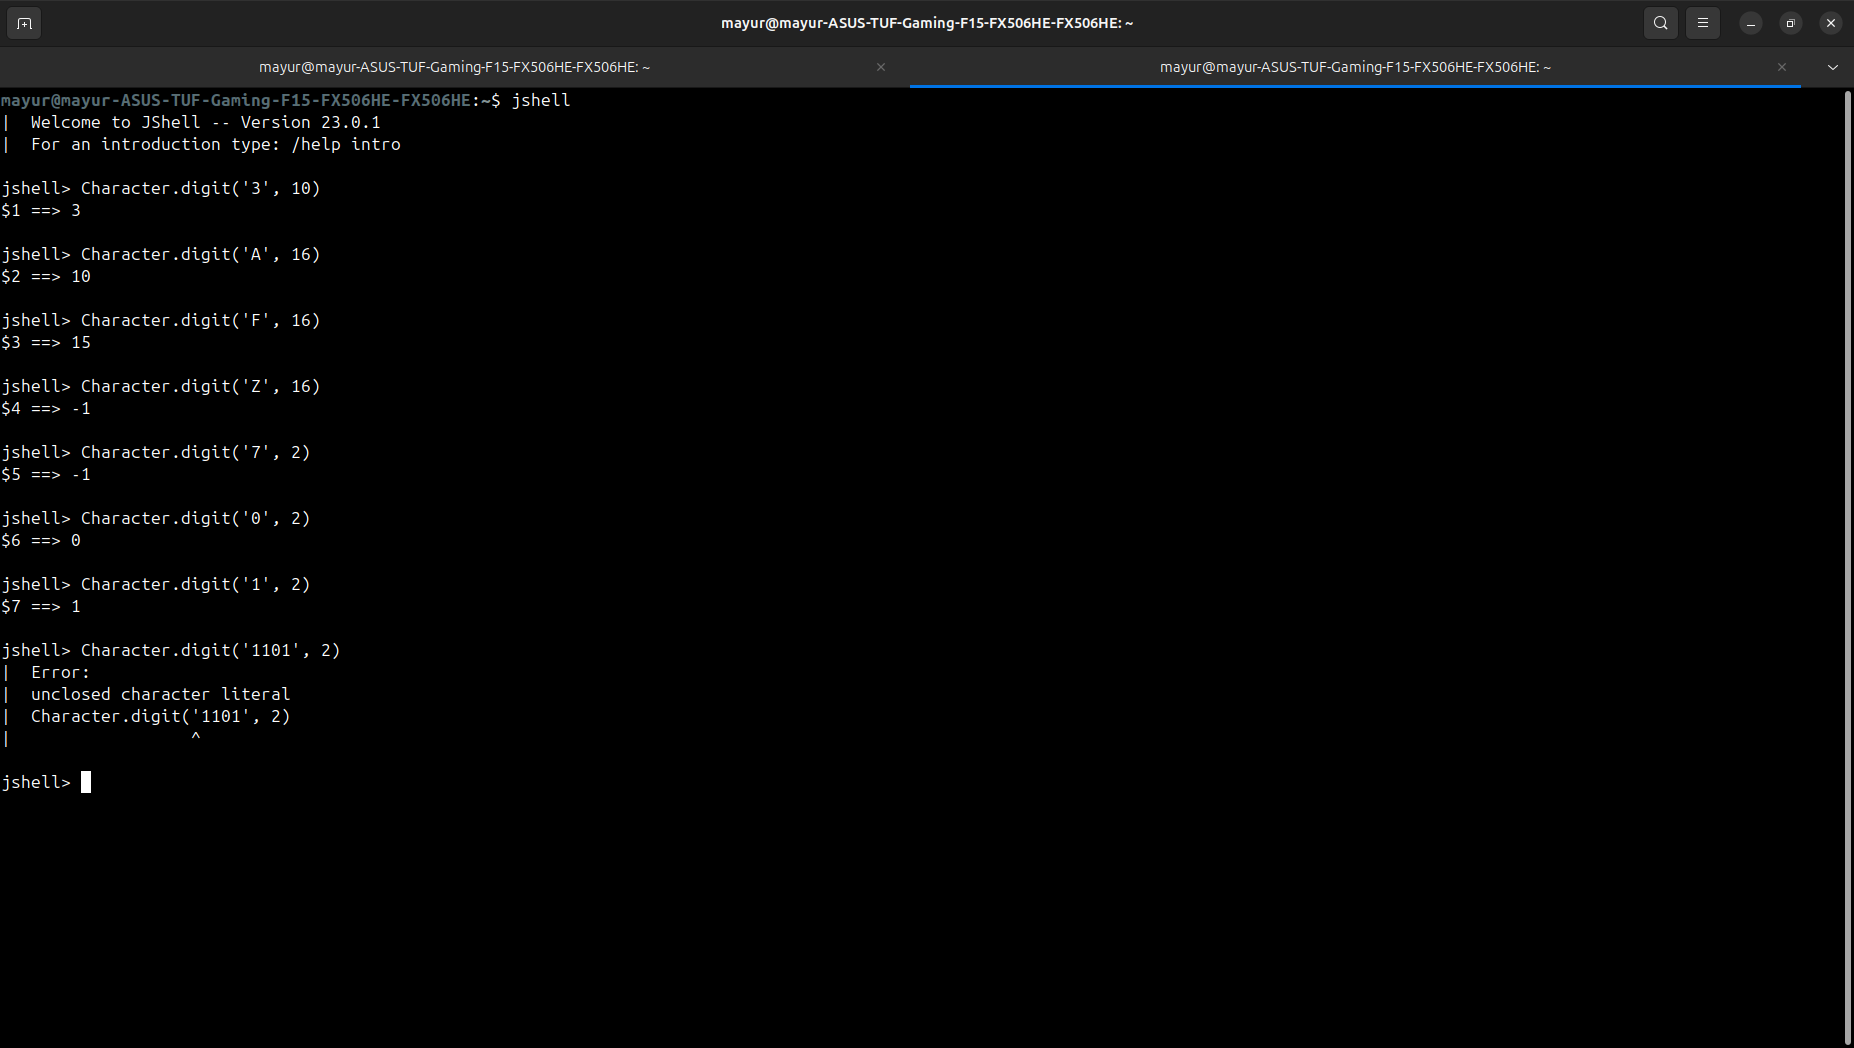 mayur@mayur-ASUS-TUF-Gaming-F15-FX506HE-FX506HE: ~
mayur@mayur-ASUS-TUF-Gaming-F15-FX506HE-FX506HE: ~
mayur@mayur-ASUS-TUF-Gaming-F15-FX506HE-FX506HE: ~
mayur@mayur-ASUS-TUF-Gaming-F15-FX506HE-FX506HE:~$ jshell
|  Welcome to JShell -- Version 23.0.1
|  For an introduction type: /help intro
jshell> Character.digit('3', 10)
$1 ==> 3
jshell> Character.digit('A', 16)
$2 ==> 10
jshell> Character.digit('F', 16)
$3 ==> 15
jshell> Character.digit('Z', 16)
$4 ==> -1
jshell> Character.digit('7', 2)
$5 ==> -1
jshell> Character.digit('0', 2)
$6 ==> 0
jshell> Character.digit('1', 2)
$7 ==> 1
jshell> Character.digit('1101', 2)
|  Error:
|  unclosed character literal
|  Character.digit('1101', 2)
|                  ^
jshell>